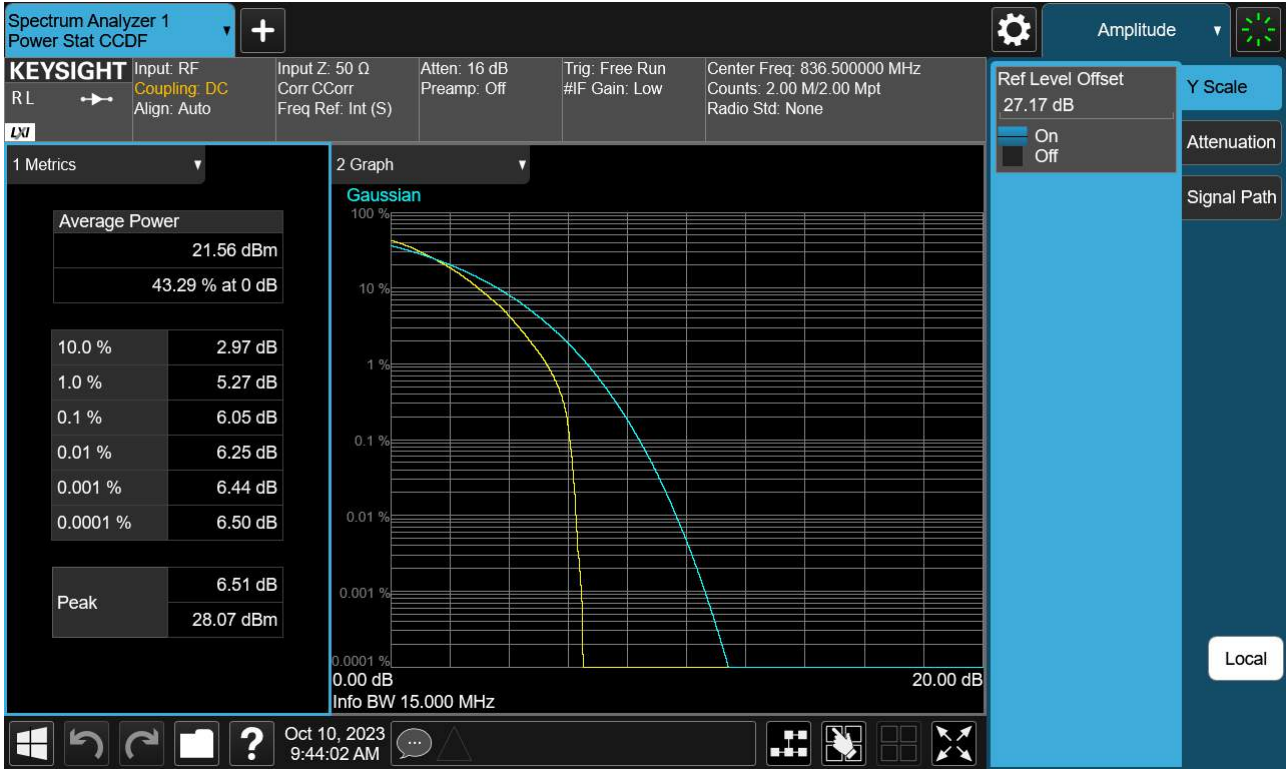 Spectrum Analyzer 1
Power Stat CCDF
+
Amplitude
KEYSIGHT
RL
LXI
Input: RF
Coupling: DC
Align: Auto
Input Z: 50 Ω
Corr CCorr
Freq Ref: Int (S)
Atten: 16 dB
Preamp: Off
Trig: Free Run
#IF Gain: Low
Center Freq: 836.500000 MHz
Counts: 2.00 M/2.00 Mpt
Radio Std: None
Ref Level Offset
27.17 dB
On
Off
Y Scale
Attenuation
Signal Path
1 Metrics
Average Power
21.56 dBm
43.29 % at 0 dB
10.0 % 2.97 dB
1.0 % 5.27 dB
0.1 % 6.05 dB
0.01 % 6.25 dB
0.001 % 6.44 dB
0.0001 % 6.50 dB
Peak
6.51 dB
28.07 dBm
2 Graph
Gaussian
100 %
10 %
1 %
0.1 %
0.01 %
0.001 %
0.0001 %
0.00 dB 20.00 dB
Info BW 15.000 MHz
Local
?
Oct 10, 2023
9:44:02 AM